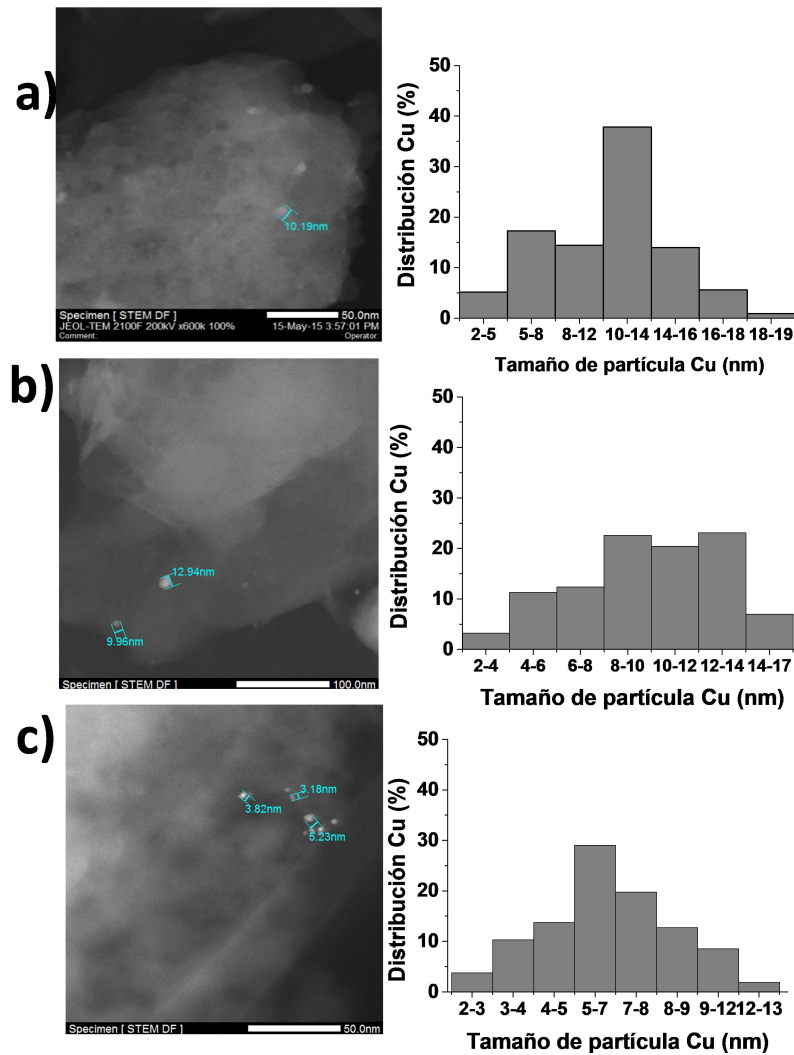 a)
10.19nm
Specimen [ STEM DF ] 50.0nm
JEOL-TEM 2100F 200kV x600k 100% 15-May-15 3:57:01 PM
Comment: Operator:
Distribución Cu (%)
50
40
30
20
10
0
2-5 5-8 8-12 10-14 14-16 16-18 18-19
Tamaño de partícula Cu (nm)
b)
12.94nm
9.96nm
Specimen [ STEM DF ] 100.0nm
Distribución Cu (%)
50
40
30
20
10
0
2-4 4-6 6-8 8-10 10-12 12-14 14-17
Tamaño de partícula Cu (nm)
c)
3.82nm
3.18nm
5.23nm
Specimen [ STEM DF ] 50.0nm
Distribución Cu (%)
50
40
30
20
10
0
2-3 3-4 4-5 5-7 7-8 8-9 9-12 12-13
Tamaño de partícula Cu (nm)